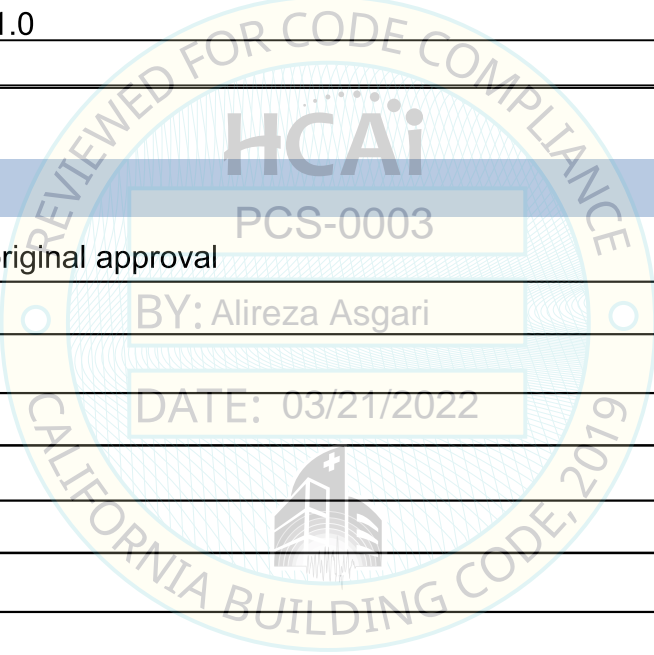 1.0
REVIEWED FOR CODE COMPLIANCE
HCAi
PCS-0003
original approval
BY: Alireza Asgari
DATE: 03/21/2022
CALIFORNIA BUILDING CODE, 2019